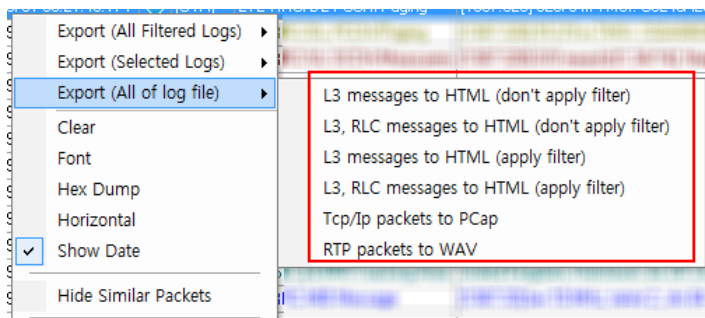 Export (All Filtered Logs)
Export (Selected Logs)
Export (All of log file)
L3 messages to HTML (don't apply filter)
Clear
L3, RLC messages to HTML (don't apply filter)
Font
L3 messages to HTML (apply filter)
Hex Dump
L3, RLC messages to HTML (apply filter)
Horizontal
Tcp/Ip packets to PCap
Show Date
RTP packets to WAV
Hide Similar Packets